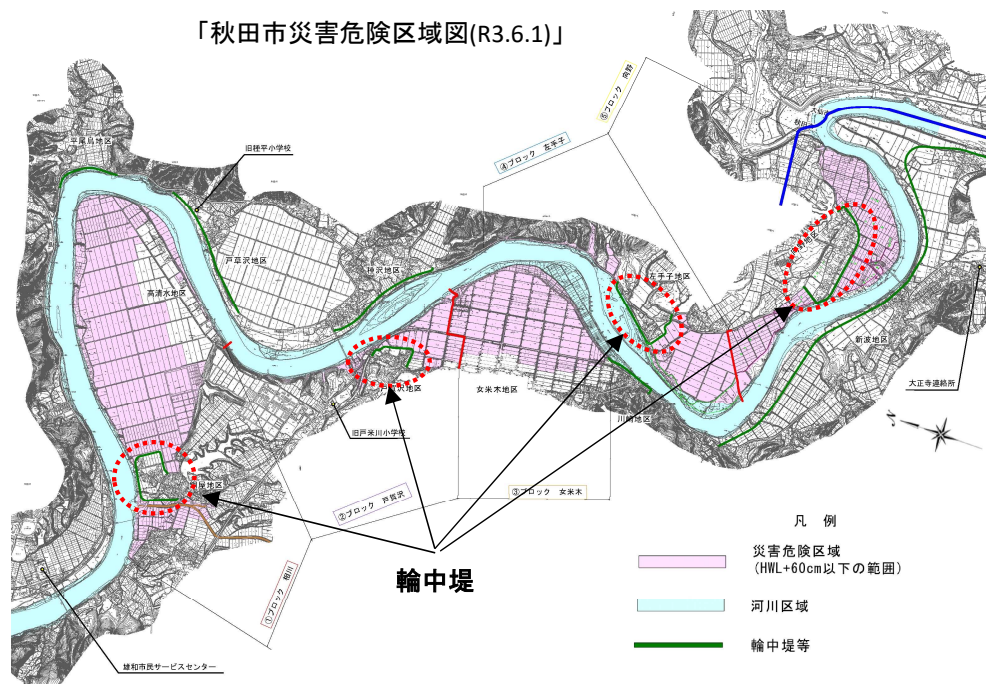 「秋田市災害危険区域図(R3.6.1)」
⑤ブロック 向野
④ブロック 左手子
平尾鳥地区
旧種平小学校
戸草沢地区
種沢地区
高清水地区
左手子地区
新波地区
大正寺連絡所
女米木地区
川崎地区
旧戸米川小学校
③ブロック 女米木
②ブロック 戸賀沢
①ブロック 相川
雄和市民サービスセンター
輪中堤
凡 例
災害危険区域
(HWL+60cm以下の範囲)
河川区域
輪中堤等